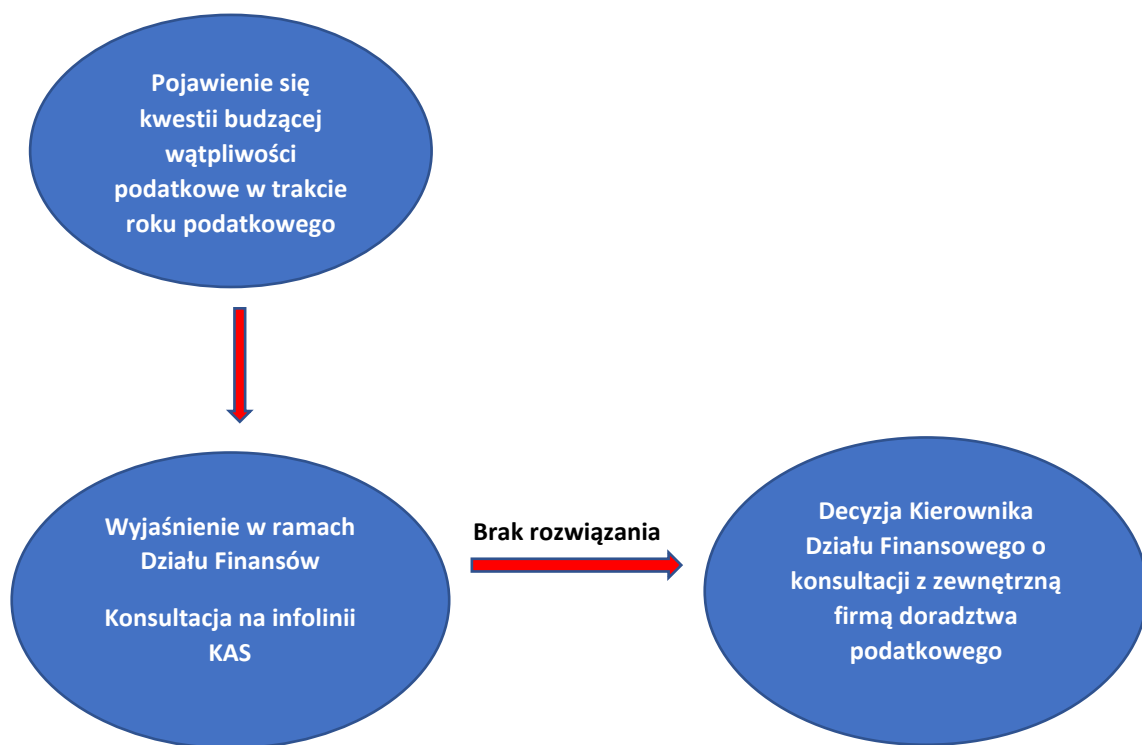 Pojawienie się
kwestii budzącej
wątpliwości
podatkowe w trakcie
roku podatkowego
Wyjaśnienie w ramach
Działu Finansów
Konsultacja na infolinii
KAS
Brak rozwiązania
Decyzja Kierownika
Działu Finansowego o
konsultacji z zewnętrzną
firmą doradztwa
podatkowego